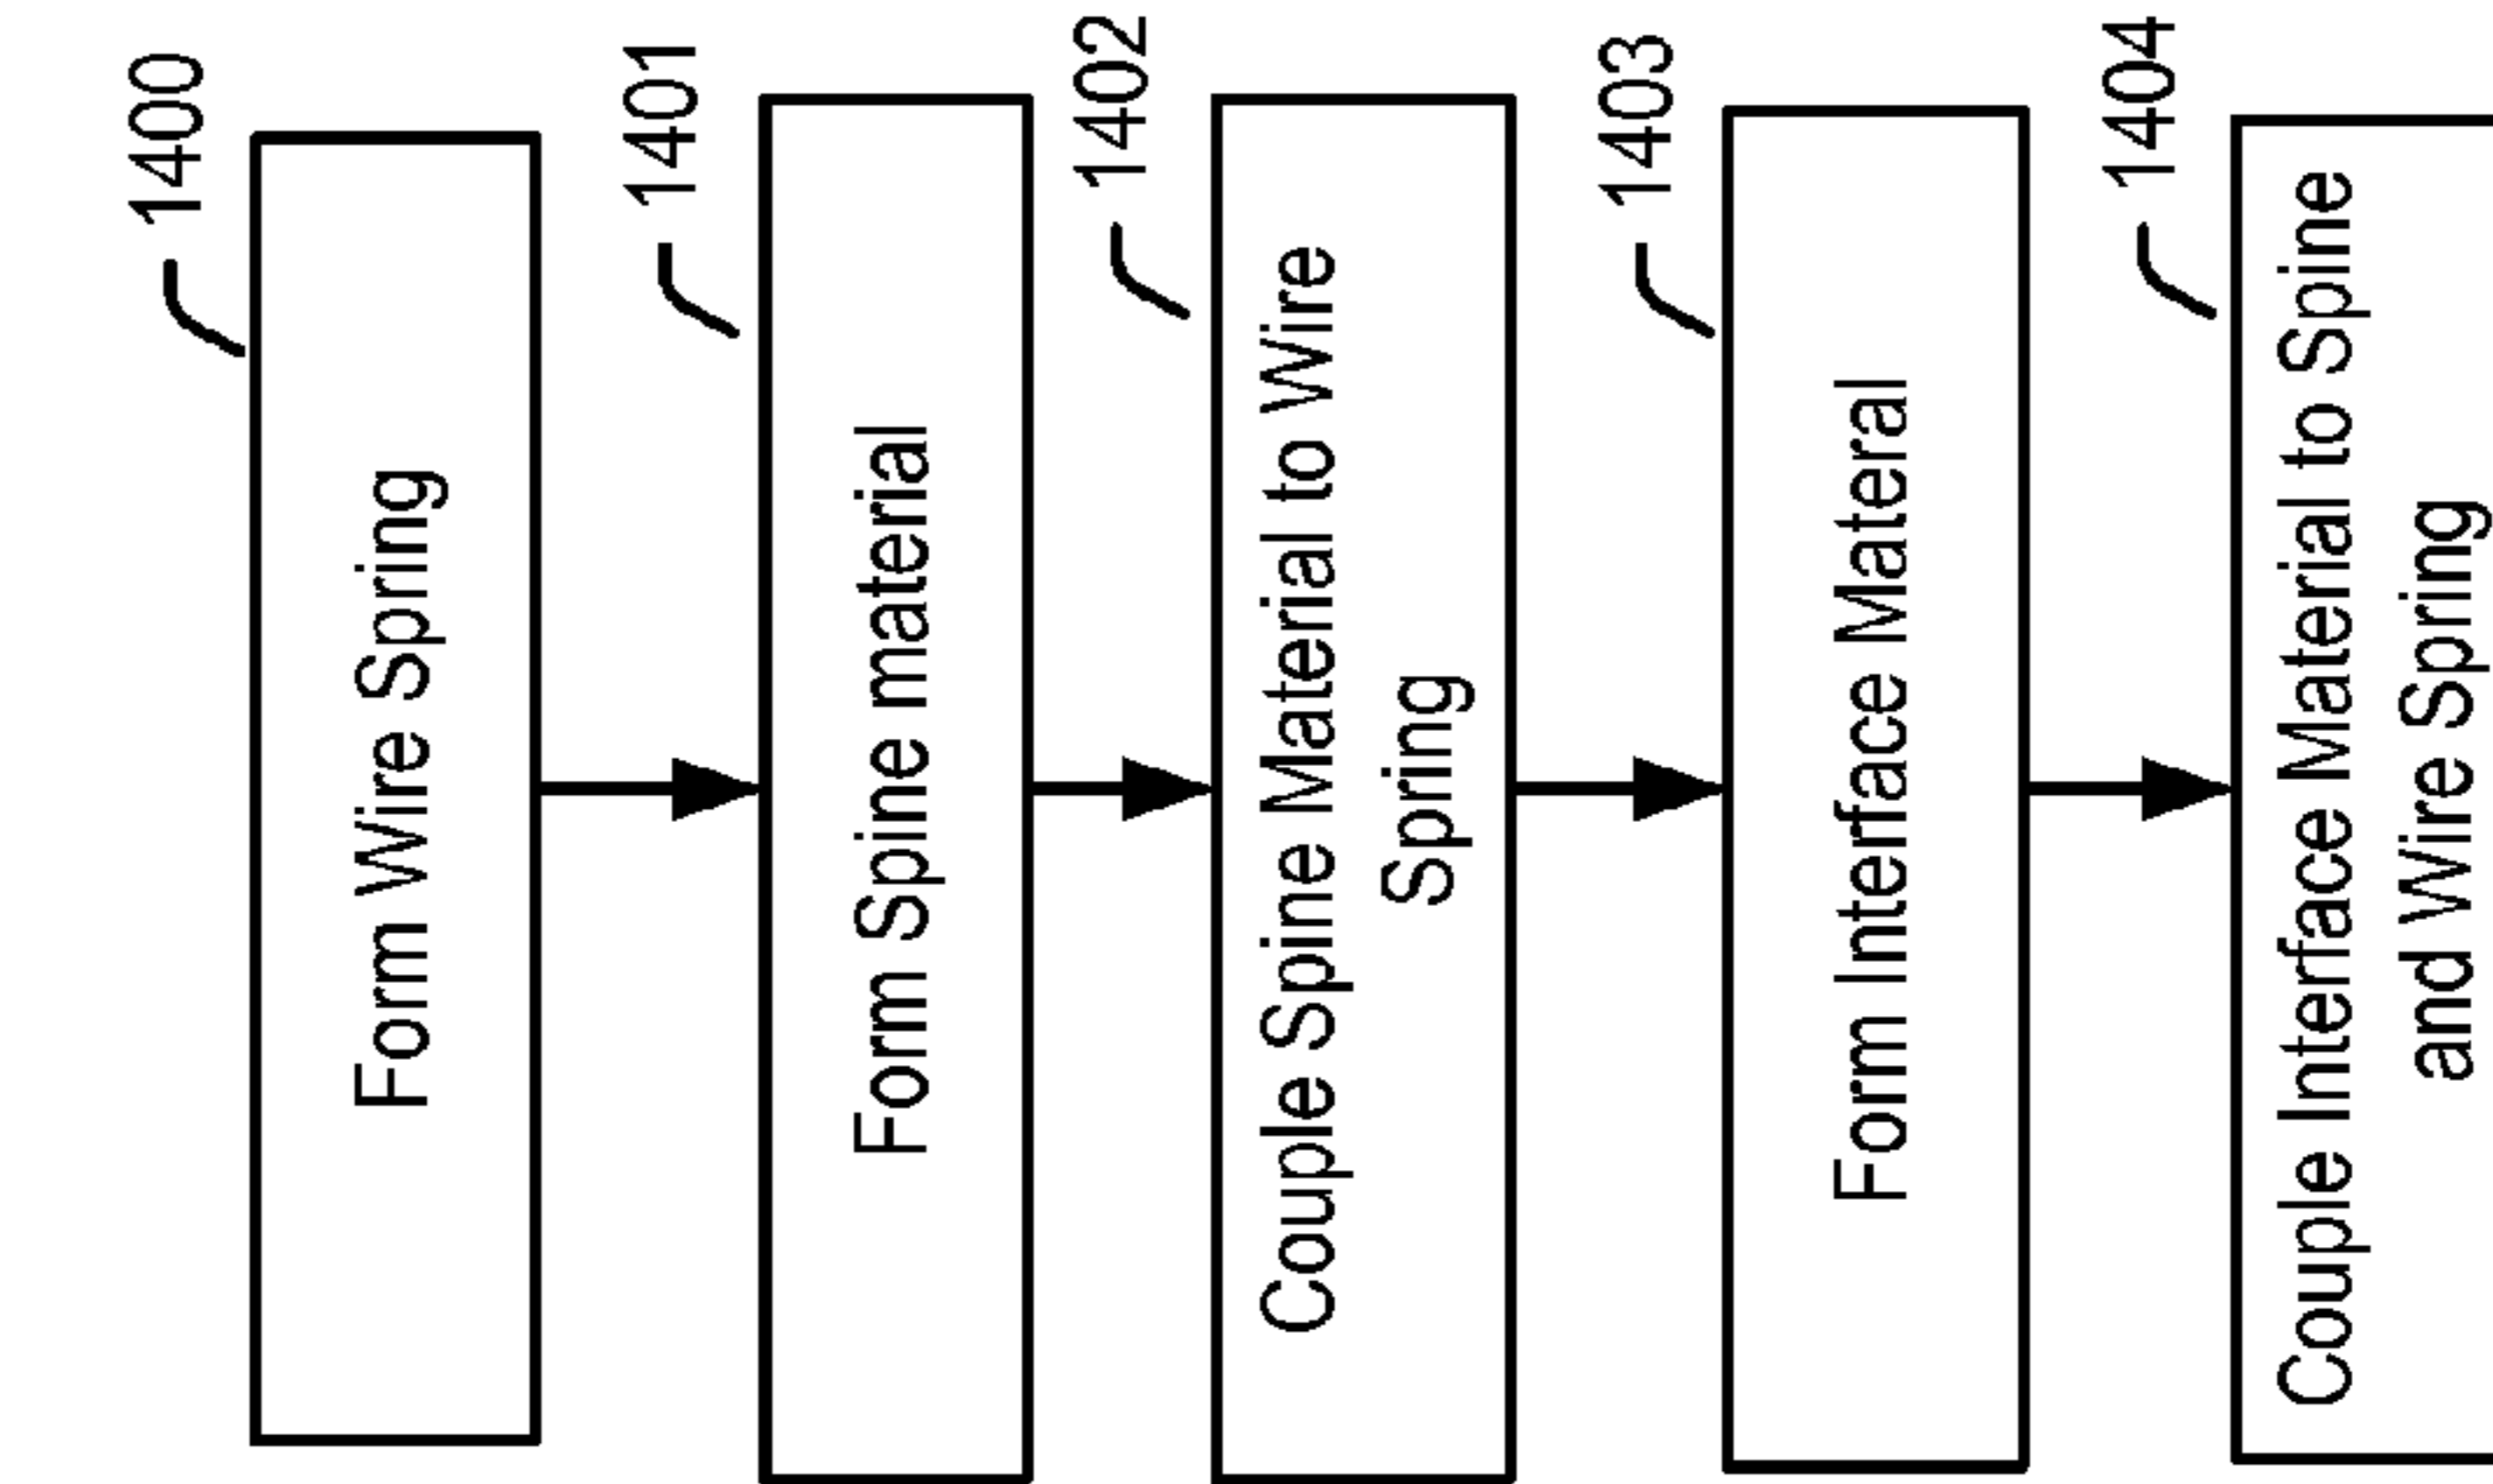 1400
Form Wire Spring
1401
Form Spine material
1402
Couple Spine Material to Wire
Spring
1403
Form Interface Materal
1404
Couple Interface Material to Spine
and Wire Spring